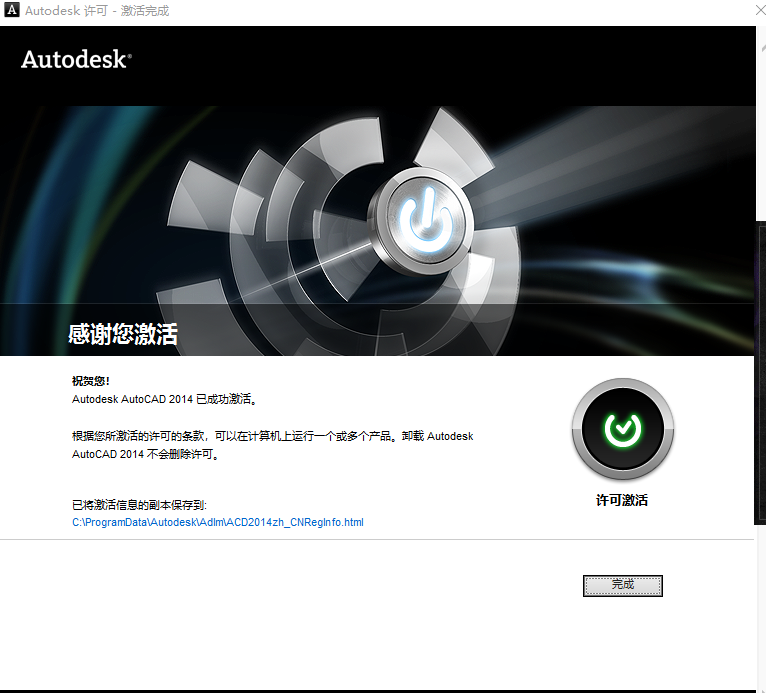 Autodesk 许可 - 激活完成
Autodesk®
感谢您激活
祝贺您!
Autodesk AutoCAD 2014 已成功激活。
根据您所激活的许可的条款，可以在计算机上运行一个或多个产品。卸载 Autodesk
AutoCAD 2014 不会删除许可。
许可激活
已将激活信息的副本保存到:
C:\ProgramData\Autodesk\Adlm\ACD2014zh_CNRegInfo.html
完成